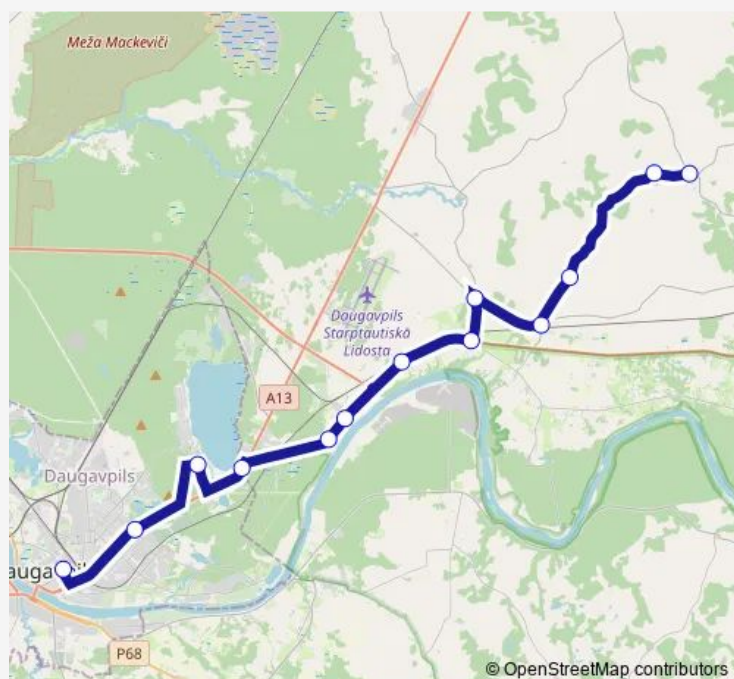 Meža Mackeviči
Daugavpils
Starptautiskā
Lidosta
A13
Daugavpils
Daugavpils
P68
© OpenStreetMap contributors